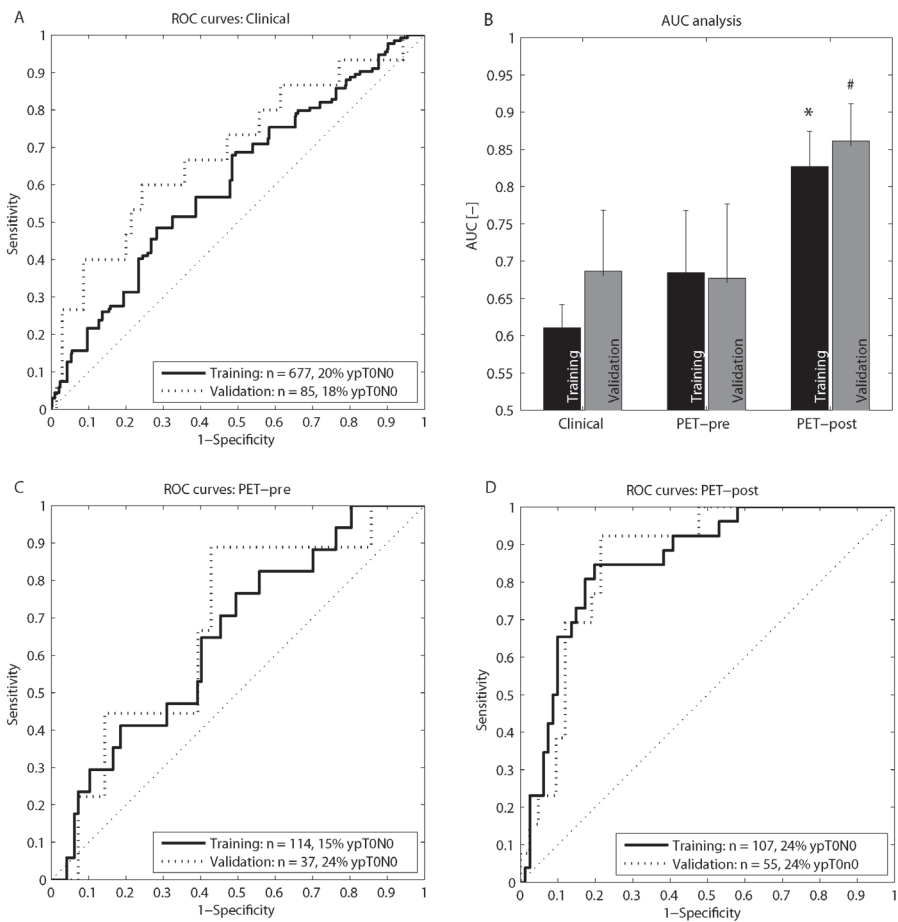 A
ROC curves: Clinical
1
0.9
0.8
0.7
0.6
0.5
0.4
0.3
0.2
0.1
0
Sensitivity
Training: n = 677, 20% ypT0N0
Validation: n = 85, 18% ypT0N0
0 0.1 0.2 0.3 0.4 0.5 0.6 0.7 0.8 0.9 1
1−Specificity
B
AUC analysis
1
0.95
0.9
0.85
0.8
0.75
0.7
0.65
0.6
0.55
0.5
AUC [−]
*
#
Training
Validation
Training
Validation
Training
Validation
Clinical PET−pre PET−post
C
ROC curves: PET−pre
1
0.9
0.8
0.7
0.6
0.5
0.4
0.3
0.2
0.1
0
Sensitivity
Training: n = 114, 15% ypT0N0
Validation: n = 37, 24% ypT0N0
0 0.1 0.2 0.3 0.4 0.5 0.6 0.7 0.8 0.9 1
1−Specificity
D
ROC curves: PET−post
1
0.9
0.8
0.7
0.6
0.5
0.4
0.3
0.2
0.1
0
Sensitivity
Training: n = 107, 24% ypT0N0
Validation: n = 55, 24% ypT0n0
0 0.1 0.2 0.3 0.4 0.5 0.6 0.7 0.8 0.9 1
1−Specificity